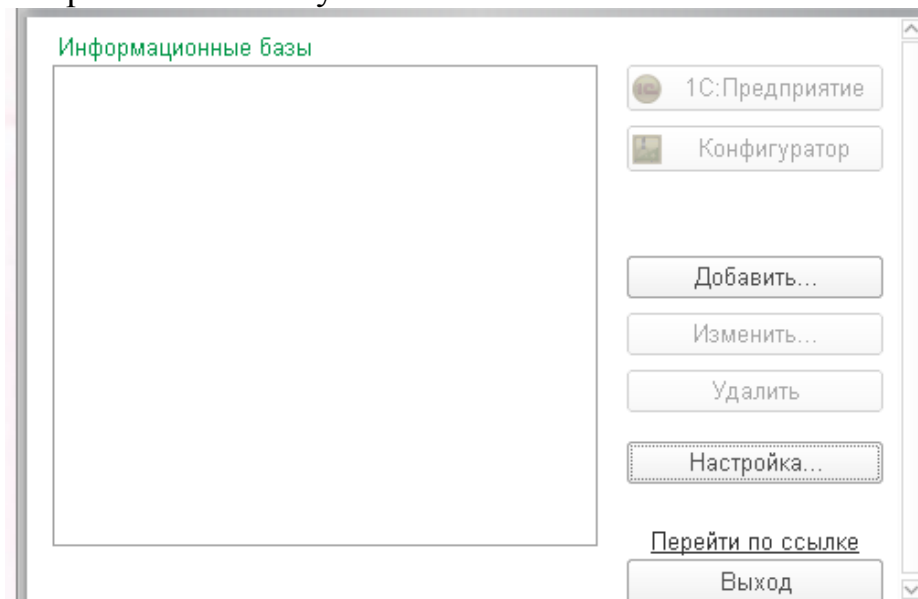 Информационные базы
1С:Предприятие
Конфигуратор
Добавить...
Изменить...
Удалить
Настройка...
Перейти по ссылке
Выход